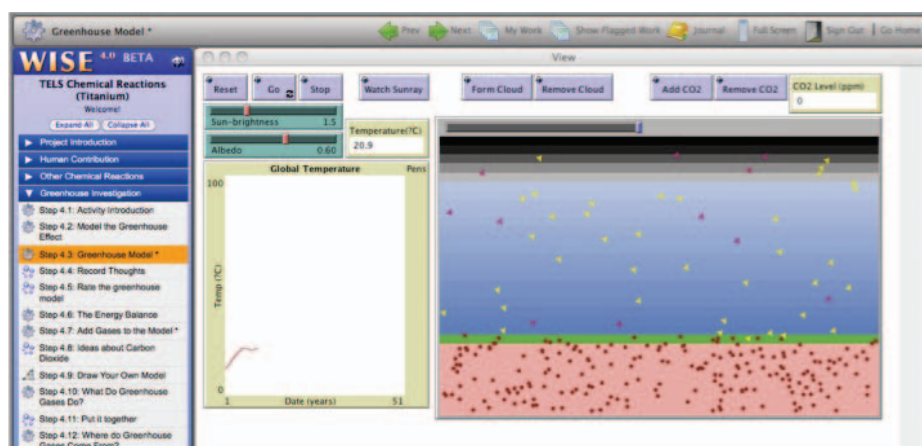 Greenhouse Model *
Prev
Next
My Work
Show Flagged Work
Journal
Full Screen
Sign Out
Go Home
WISE 4.0 BETA
TELS Chemical Reactions
(Titanium)
Welcome!
Expand All
Collapse All
Project Introduction
Human Contribution
Other Chemical Reactions
Greenhouse Investigation
Step 4.1: Activity Introduction
Step 4.2: Model the Greenhouse
Effect
Step 4.3: Greenhouse Model *
Step 4.4: Record Thoughts
Step 4.5: Rate the greenhouse
model
Step 4.6: The Energy Balance
Step 4.7: Add Gases to the Model *
Step 4.8: Ideas about Carbon
Dioxide
Step 4.9: Draw Your Own Model
Step 4.10: What Do Greenhouse
Gases Do?
Step 4.11: Put it together
Step 4.12: Where do Greenhouse
Gases Come From?
View
Reset
Go
Stop
Watch Sunray
Form Cloud
Remove Cloud
Add CO2
Remove CO2
CO2 Level (ppm)
0
Sun-brightness 1.5
Albedo 0.60
Temperature(?C)
20.9
Global Temperature
Pens
100
Temp (?C)
0
1
Date (years)
51